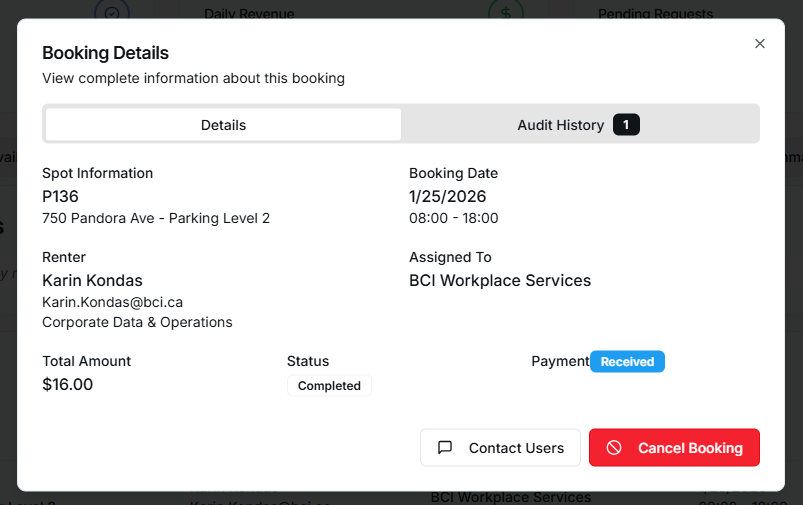 Daily Revenue
Pending Requests
Booking Details
View complete information about this booking
Details
Audit History 1
Spot Information
P136
750 Pandora Ave - Parking Level 2
Booking Date
1/25/2026
08:00 - 18:00
Renter
Karin Kondas
Karin.Kondas@bci.ca
Corporate Data & Operations
Assigned To
BCI Workplace Services
Total Amount
$16.00
Status
Completed
Payment Received
Contact Users
Cancel Booking
BCI Workplace Services